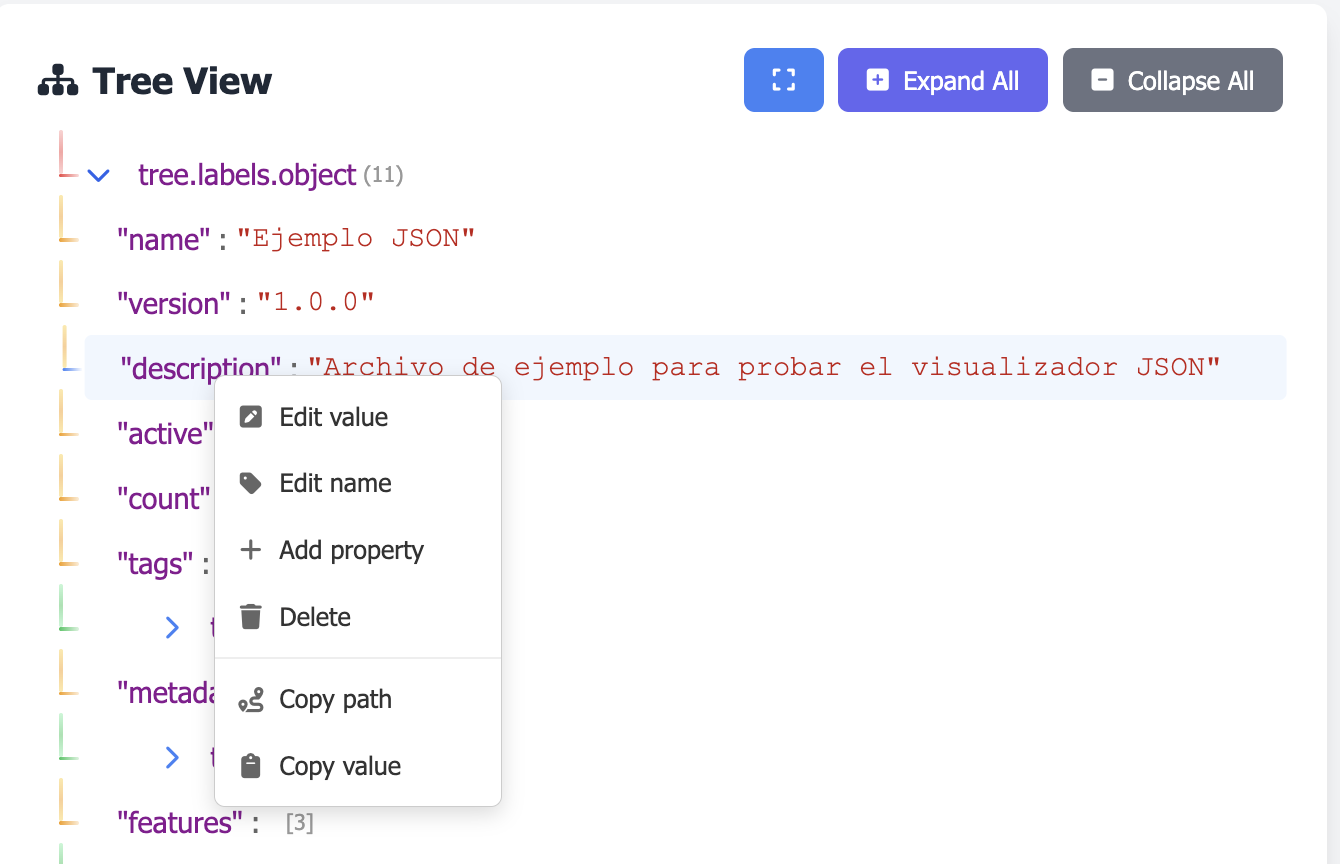 Tree View
Expand All
Collapse All
tree.labels.object (11)
"name" : "Ejemplo JSON"
"version" : "1.0.0"
"description" : "Archivo de ejemplo para probar el visualizador JSON"
Edit value
"active"
Edit name
"count"
Add property
"tags" :
Delete
Copy path
Copy value
"features" : [3]